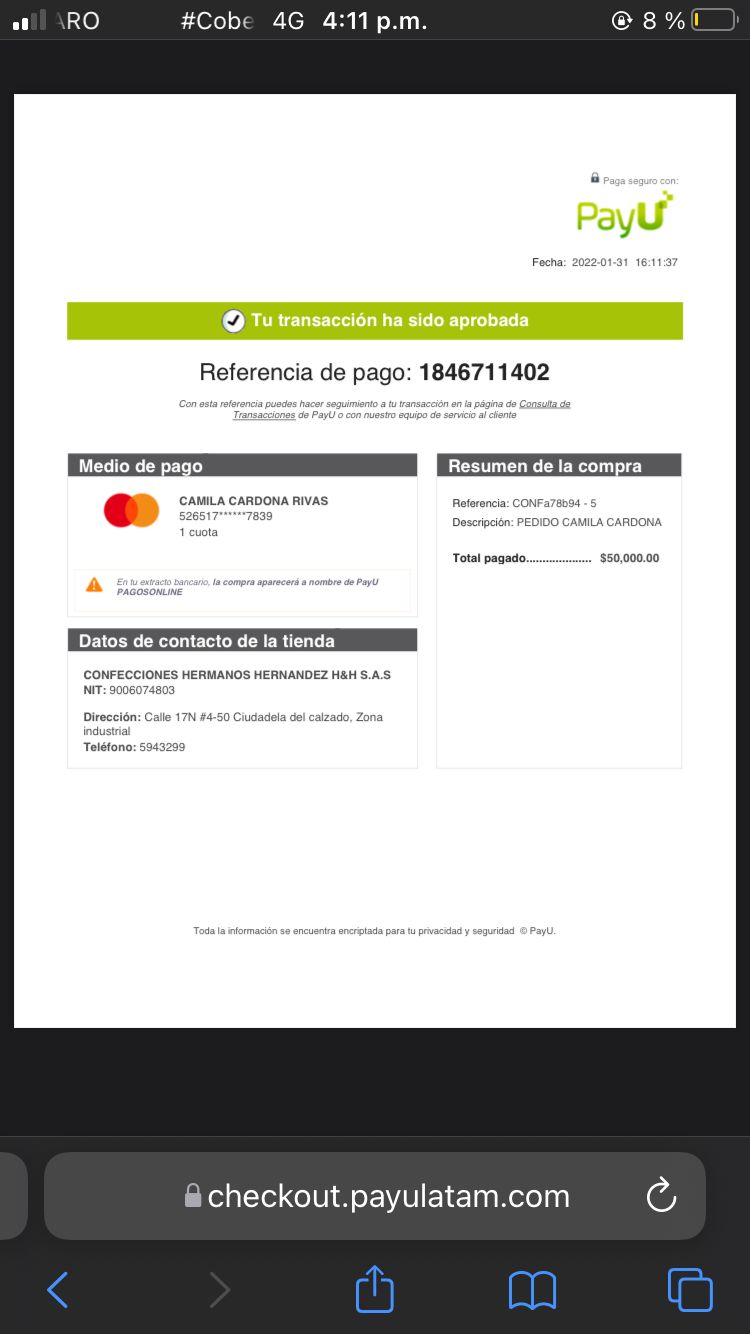 ARO #Cobe 4G 4:11 p.m. 8 %
Paga seguro con:
PayU
Fecha: 2022-01-31 16:11:37
Tu transacción ha sido aprobada
Referencia de pago: 1846711402
Con esta referencia puedes hacer seguimiento a tu transacción en la página de Consulta de
Transacciones de PayU o con nuestro equipo de servicio al cliente
Medio de pago
CAMILA CARDONA RIVAS
526517******7839
1 cuota
En tu extracto bancario, la compra aparecerá a nombre de PayU
PAGOSONLINE
Resumen de la compra
Referencia: CONFa78b94 - 5
Descripción: PEDIDO CAMILA CARDONA
Total pagado.................... $50,000.00
Datos de contacto de la tienda
CONFECCIONES HERMANOS HERNANDEZ H&H S.A.S
NIT: 9006074803
Dirección: Calle 17N #4-50 Ciudadela del calzado, Zona
industrial
Teléfono: 5943299
Toda la información se encuentra encriptada para tu privacidad y seguridad © PayU.
checkout.payulatam.com